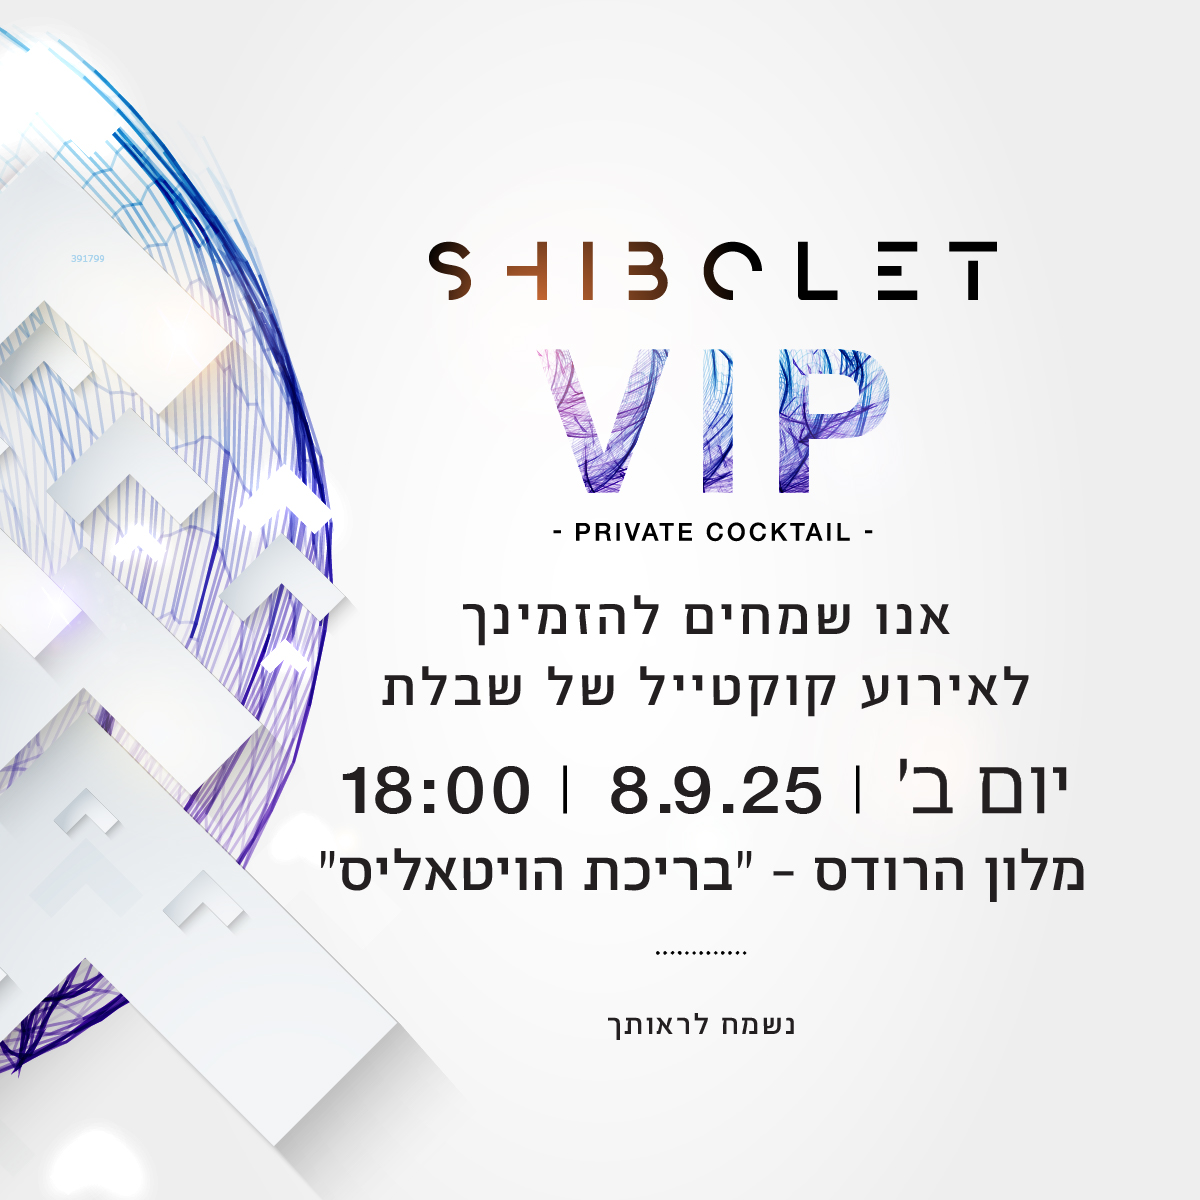 391799
SHIBOLET
VIP
- PRIVATE COCKTAIL -
אנו שמחים להזמינך
לאירוע קוקטייל של שבלת
יום ב' | 8.9.25 | 18:00
מלון הרודס - "בריכת הויטאליס"
נשמח לראותך